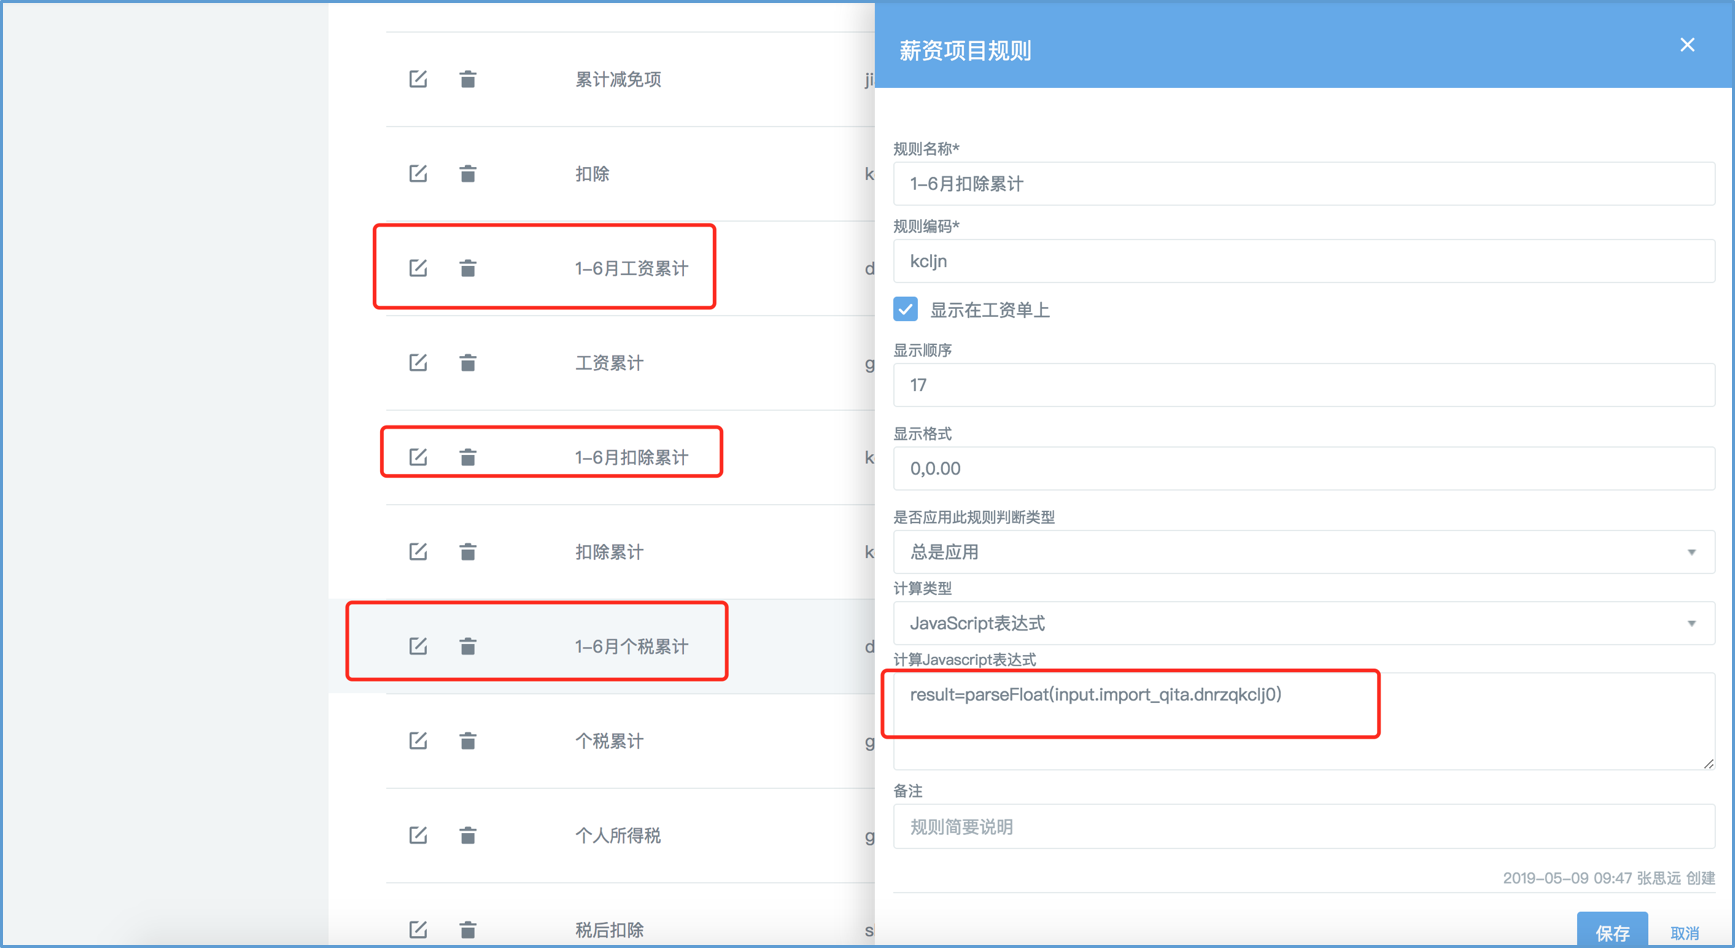 累计减免项
扣除
1-6月工资累计
工资累计
1-6月扣除累计
扣除累计
1-6月个税累计
个税累计
个人所得税
税后扣除
薪资项目规则
规则名称*
1-6月扣除累计
规则编码*
kcljn
显示在工资单上
显示顺序
17
显示格式
0,0.00
是否应用此规则判断类型
总是应用
计算类型
JavaScript表达式
计算Javascript表达式
result=parseFloat(input.import_qita.dnrzqkclj0)
备注
规则简要说明
2019-05-09 09:47 张思远 创建
保存 取消